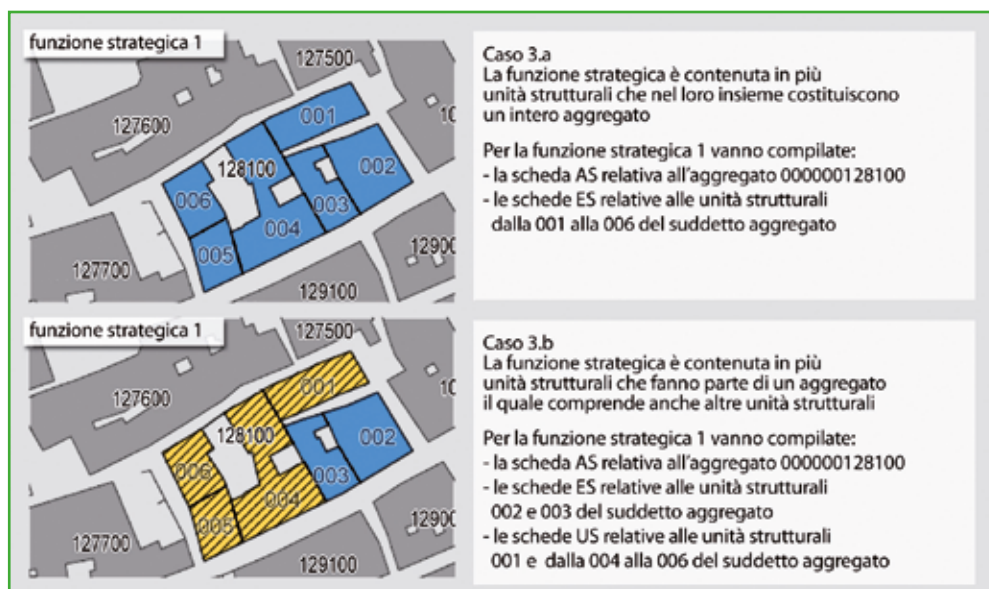 funzione strategica 1
127500
127600
001
10
128100
002
006
003
004
005
12900
127700
129100
Caso 3.a
La funzione strategica è contenuta in più
unità strutturali che nel loro insieme costituiscono
un intero aggregato
Per la funzione strategica 1 vanno compilate:
- la scheda AS relativa all'aggregato 000000128100
- le schede ES relative alle unità strutturali
dalla 001 alla 006 del suddetto aggregato
funzione strategica 1
127500
127600
001
10
128100
002
006
003
004
005
12900
127700
129100
Caso 3.b
La funzione strategica è contenuta in più
unità strutturali che fanno parte di un aggregato
il quale comprende anche altre unità strutturali
Per la funzione strategica 1 vanno compilate:
- la scheda AS relativa all'aggregato 000000128100
- le schede ES relative alle unità strutturali
002 e 003 del suddetto aggregato
- le schede US relative alle unità strutturali
001 e dalla 004 alla 006 del suddetto aggregato